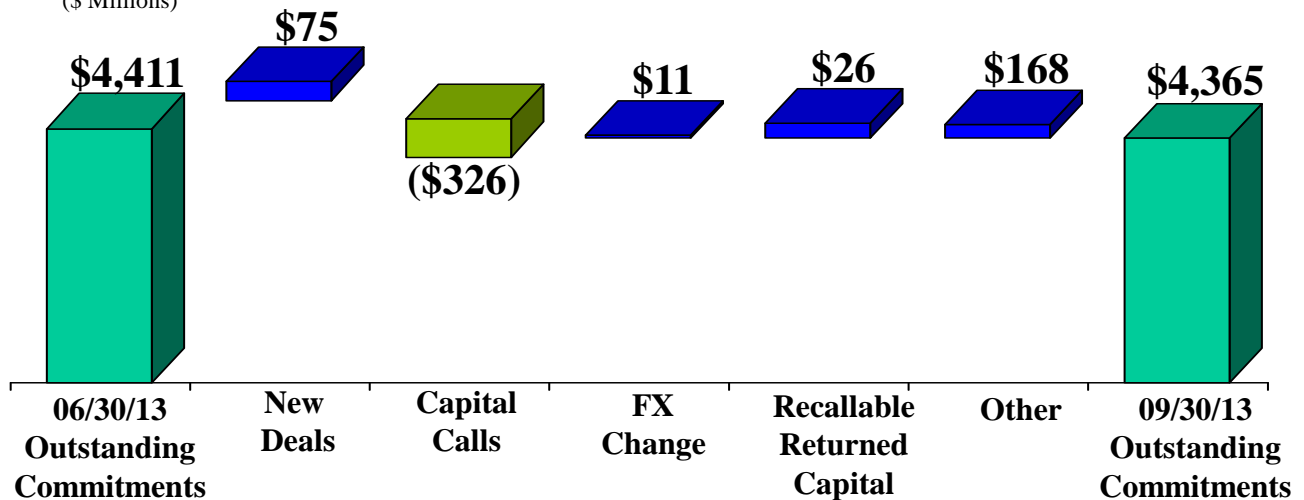 ($ Millions)
$4,411
$75
($326)
$11
$26
$168
$4,365
06/30/13
Outstanding
Commitments
New
Deals
Capital
Calls
FX
Change
Recallable
Returned
Capital
Other
09/30/13
Outstanding
Commitments